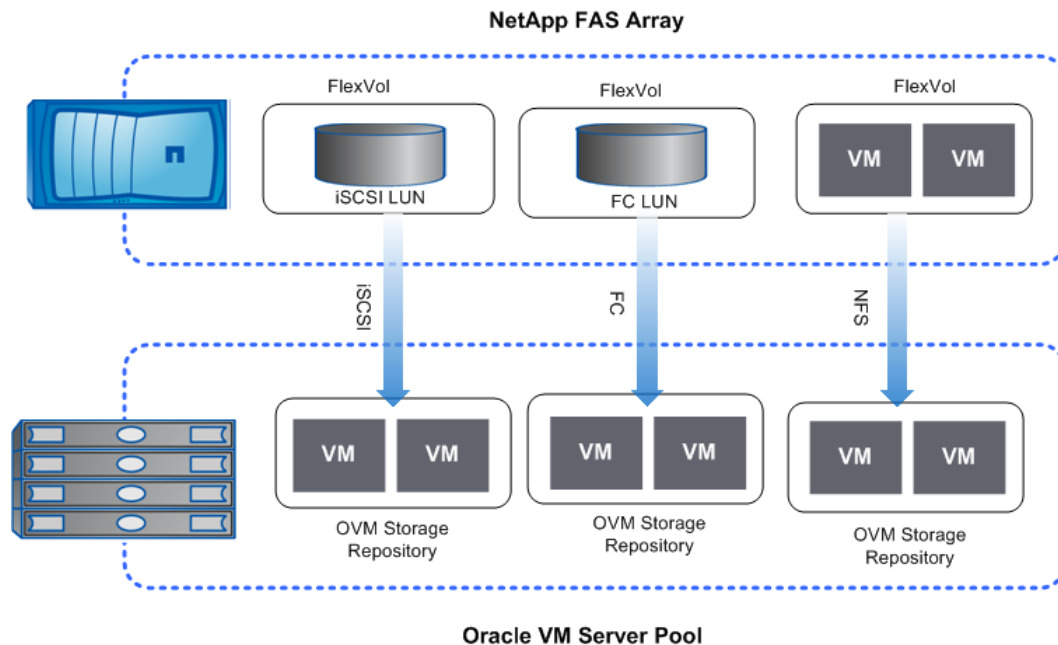 NetApp FAS Array
FlexVol
FlexVol
FlexVol
iSCSI LUN
FC LUN
VM
VM
iSCSI
FC
NFS
VM
VM
VM
VM
VM
VM
OVM Storage
Repository
OVM Storage
Repository
OVM Storage
Repository
Oracle VM Server Pool